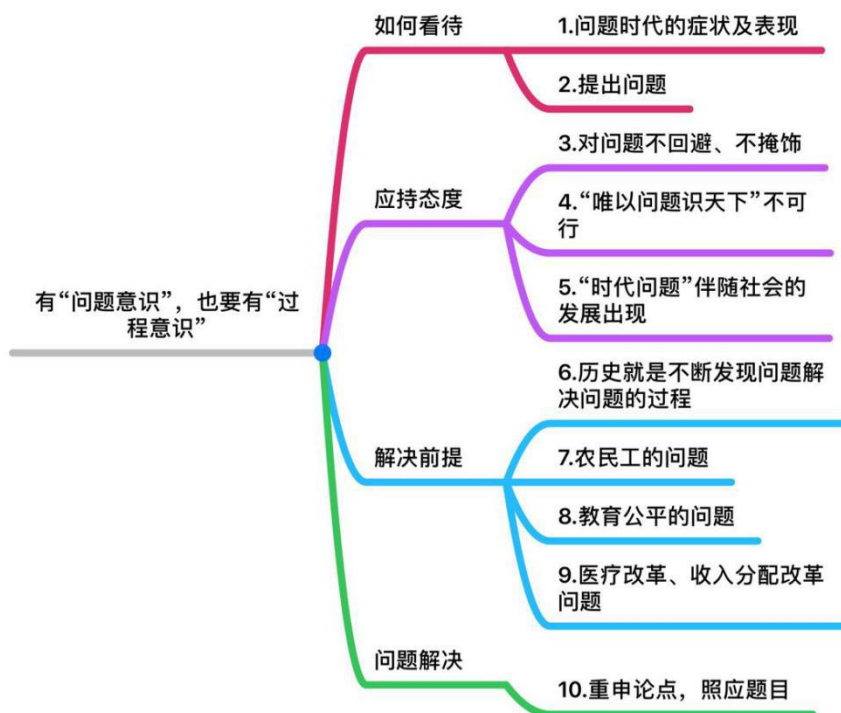 有“问题意识”，也要有“过
程意识”
如何看待
1.问题时代的症状及表现
2.提出问题
应持态度
3.对问题不回避、不掩饰
4.“唯以问题识天下”不可
行
5.“时代问题”伴随社会的
发展出现
解决前提
6.历史就是不断发现问题解
决问题的过程
7.农民工的问题
8.教育公平的问题
9.医疗改革、收入分配改革
问题
问题解决
10.重申论点，照应题目